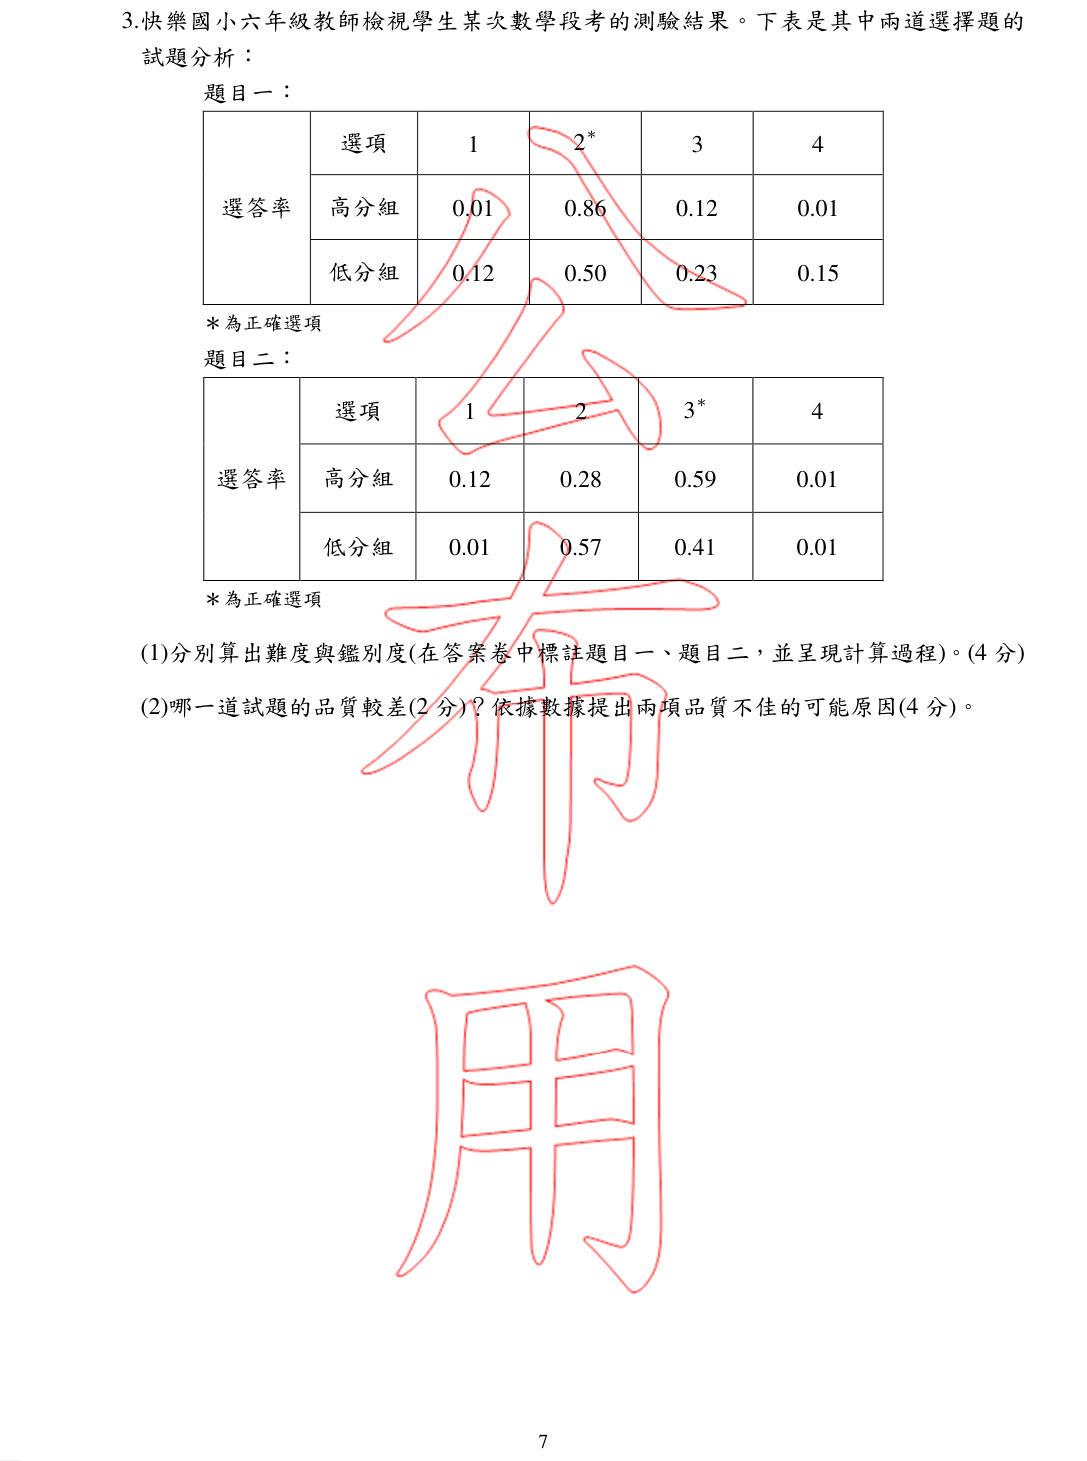 3.快樂國小六年級教師檢視學生某次數學段考的測驗結果。下表是其中兩道選擇題的
試題分析：
題目一：
選答率 選項 1 2* 3 4
高分組 0.01 0.86 0.12 0.01
低分組 0.12 0.50 0.23 0.15
＊為正確選項
題目二：
選答率 選項 1 2 3* 4
高分組 0.12 0.28 0.59 0.01
低分組 0.01 0.57 0.41 0.01
＊為正確選項
(1)分別算出難度與鑑別度(在答案卷中標註題目一、題目二，並呈現計算過程)。(4 分)
(2)哪一道試題的品質較差(2 分)？依據數據提出兩項品質不佳的可能原因(4 分)。
公布用
7